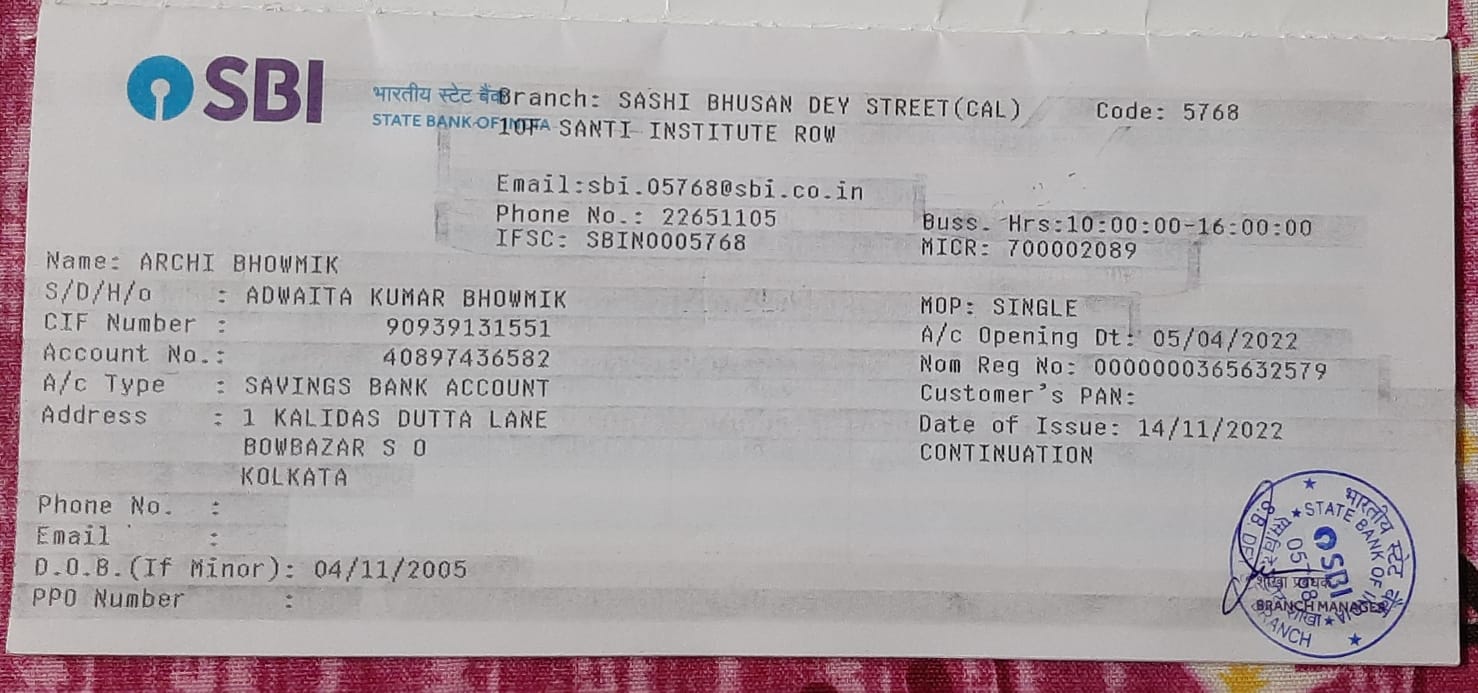 SBI
भारतीय स्टेट बैंक Branch: SASHI BHUSAN DEY STREET(CAL) Code: 5768
STATE BANK OF INDIA 10F SANTI INSTITUTE ROW
Email:sbi.05768@sbi.co.in
Phone No.: 22651105 Buss. Hrs:10:00:00-16:00:00
IFSC: SBIN0005768 MICR: 700002089
Name: ARCHI BHOWMIK
S/D/H/o : ADWAITA KUMAR BHOWMIK MOP: SINGLE
CIF Number : 90939131551 A/c Opening Dt: 05/04/2022
Account No.: 40897436582 Nom Reg No: 0000000365632579
A/c Type : SAVINGS BANK ACCOUNT Customer's PAN:
Address : 1 KALIDAS DUTTA LANE Date of Issue: 14/11/2022
BOWBAZAR S O CONTINUATION
KOLKATA
Phone No. :
Email :
D.O.B.(If Minor): 04/11/2005
PPO Number :
भारतीय स्टेट बैंक
STATE BANK OF INDIA
SBI
S.B. DEY
BRANCH
शाखा प्रबंधक
BRANCH MANAGER